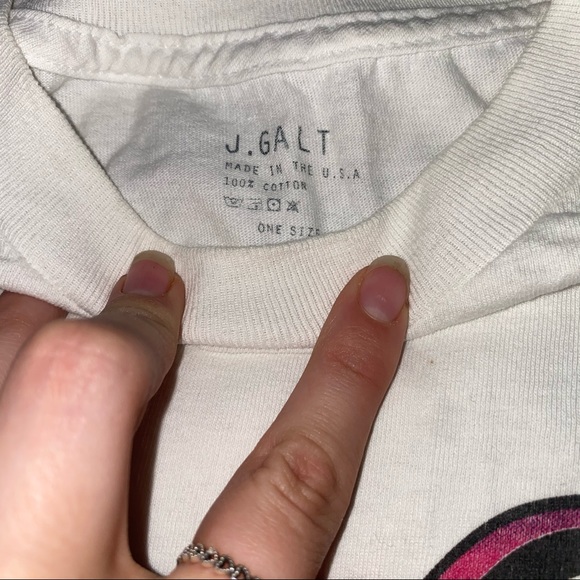 J.GALT
MADE IN THE U.S.A
100% COTTON
ONE SIZE